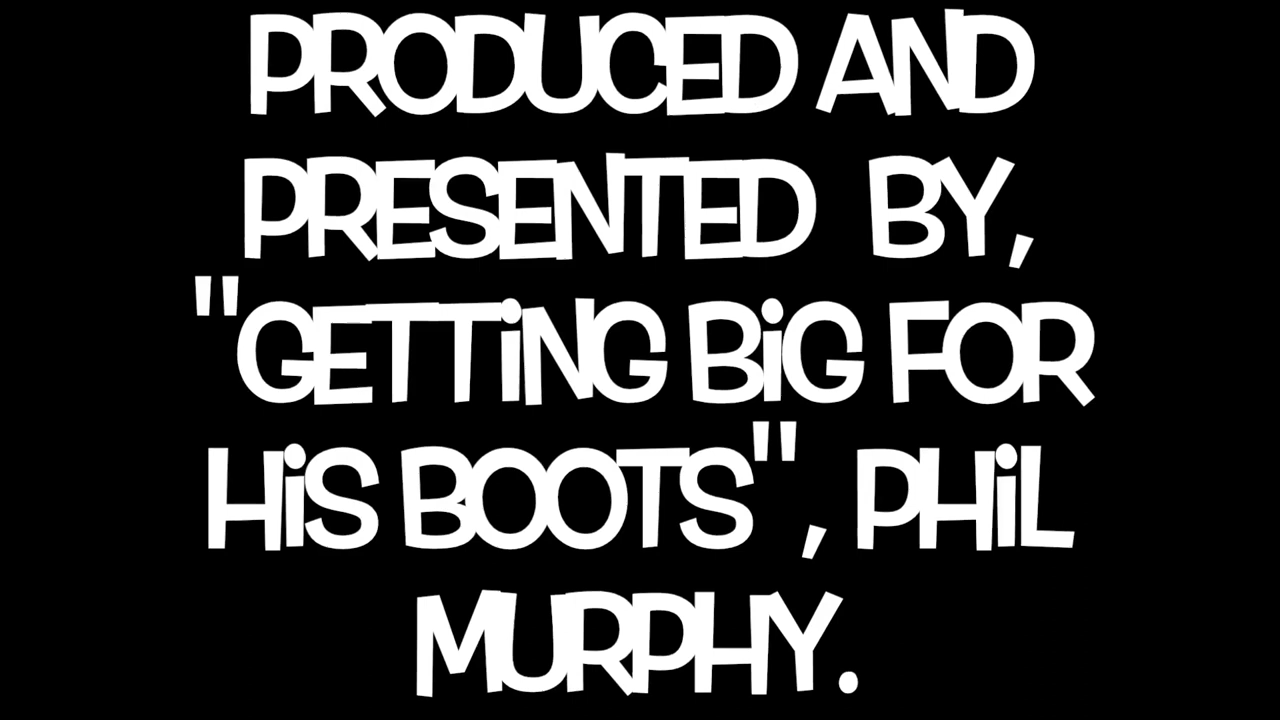 PRODUCED AND
PRESENTED BY,
"GETTiNG BiG FOR
HiS BOOTS", PHiL
MURPHY.